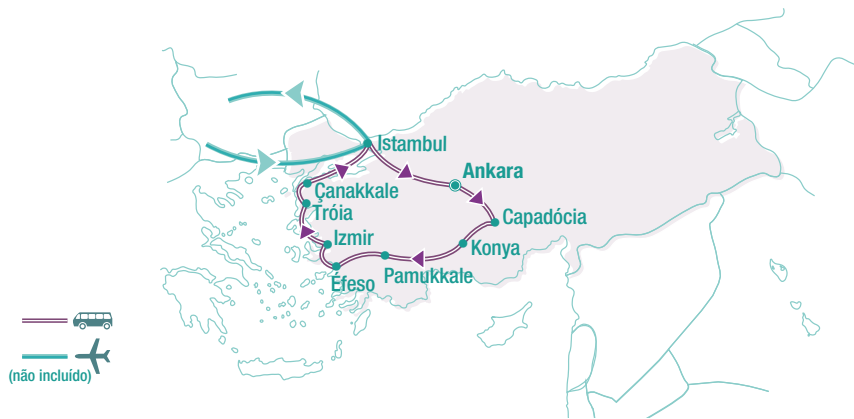 Istambul
Ankara
Çanakkale
Tróia
Capadócia
Izmir
Konya
Pamukkale
Éfeso
(não incluído)